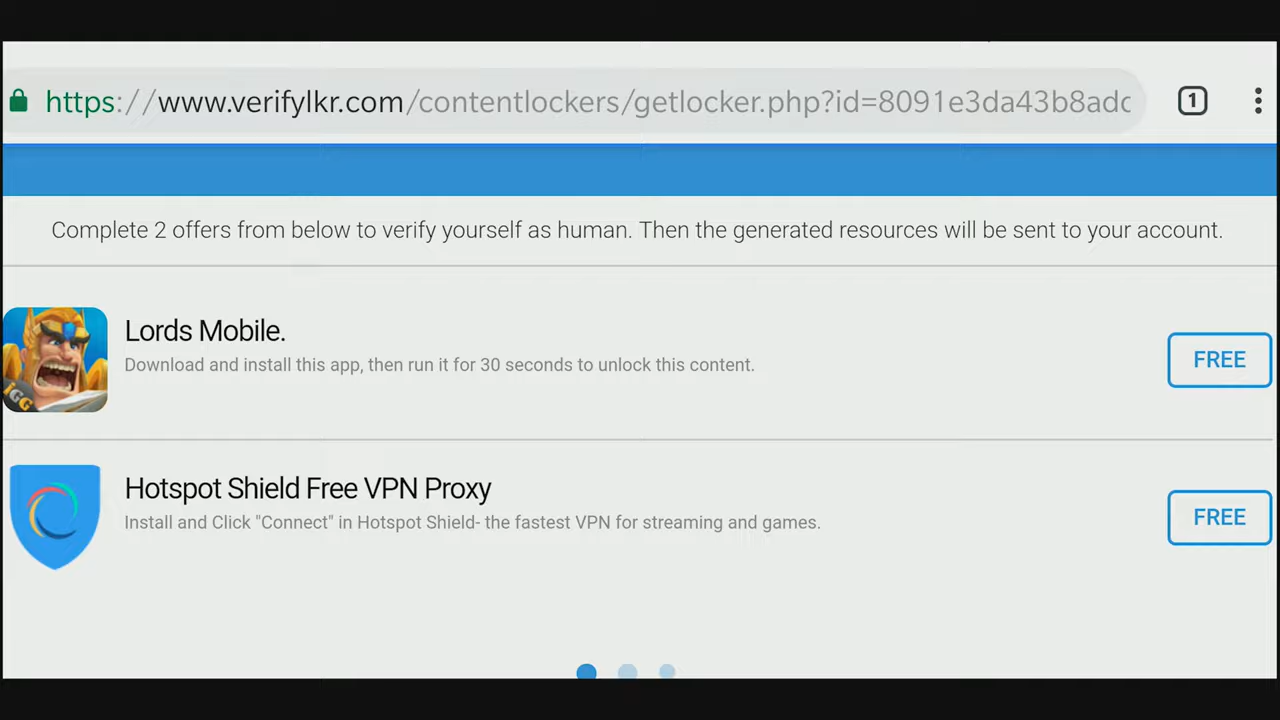 https://www.verifylkr.com/contentlockers/getlocker.php?id=8091e3da43b8adc
1
Complete 2 offers from below to verify yourself as human. Then the generated resources will be sent to your account.
Lords Mobile.
Download and install this app, then run it for 30 seconds to unlock this content.
FREE
IGG
Hotspot Shield Free VPN Proxy
Install and Click "Connect" in Hotspot Shield- the fastest VPN for streaming and games.
FREE